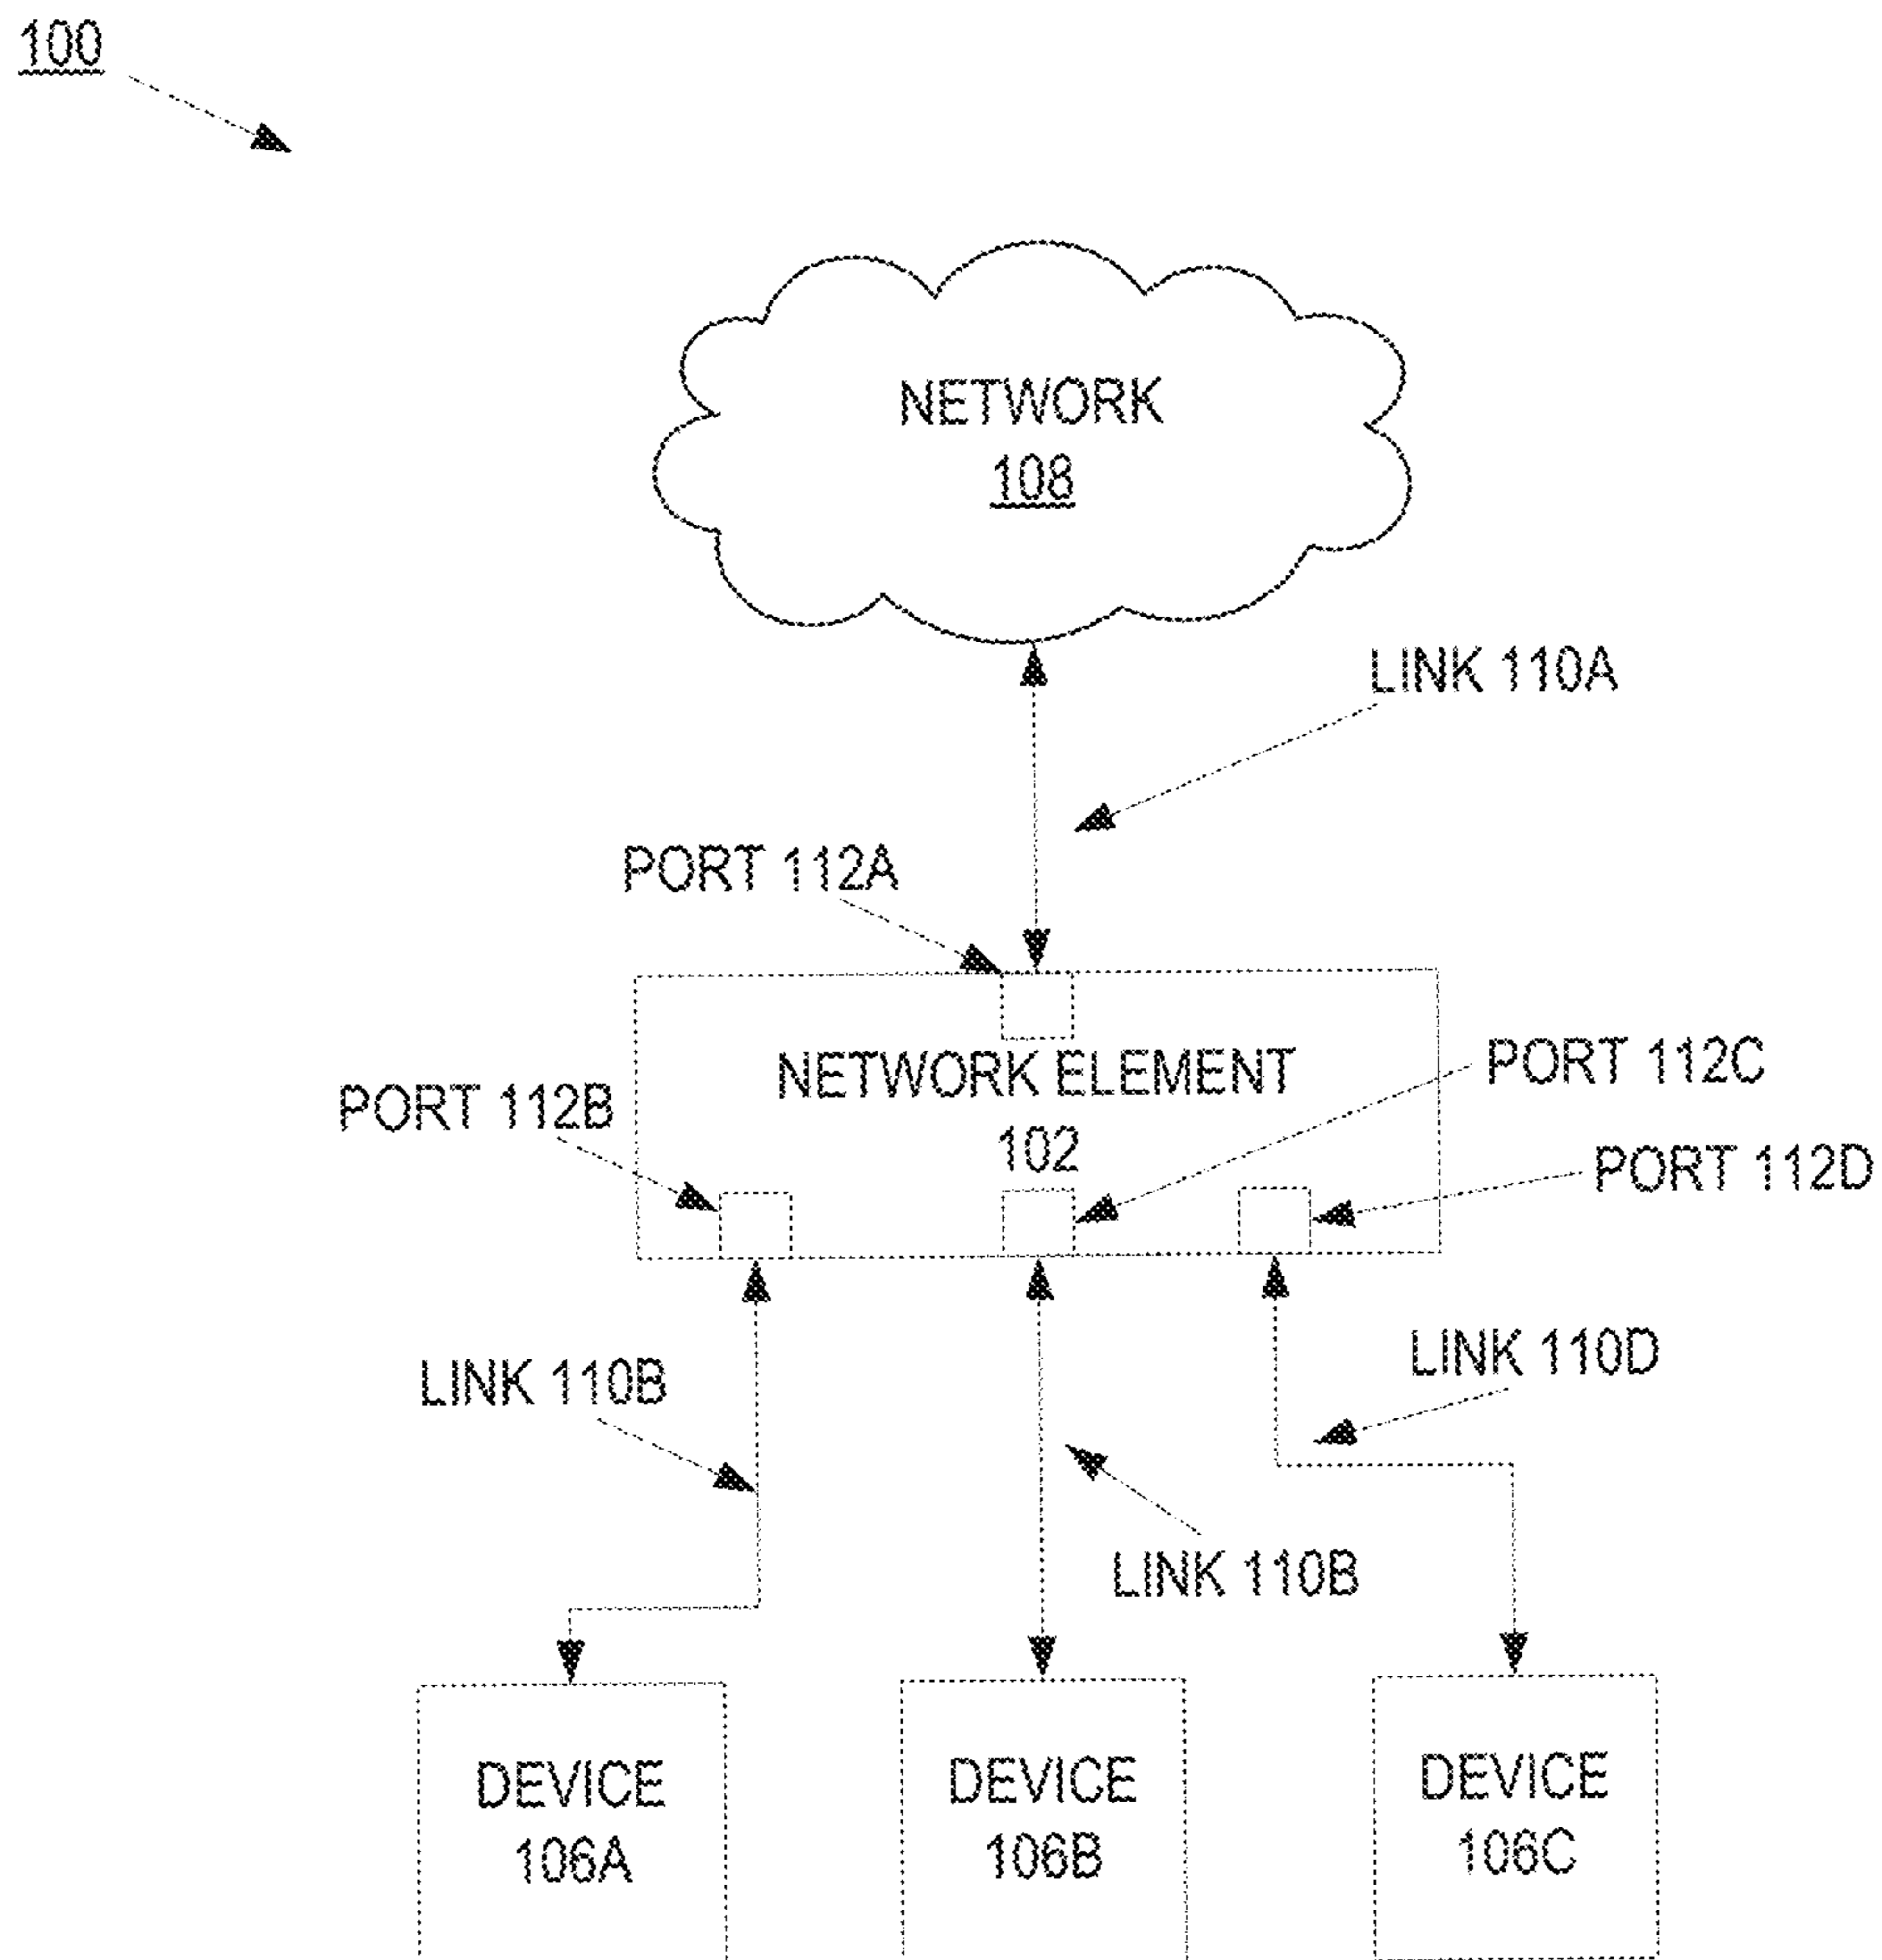 100
NETWORK
108
LINK 110A
PORT 112A
NETWORK ELEMENT
102
PORT 112C
PORT 112B
PORT 112D
LINK 110B
LINK 110D
LINK 110B
DEVICE
106A
DEVICE
106B
DEVICE
106C